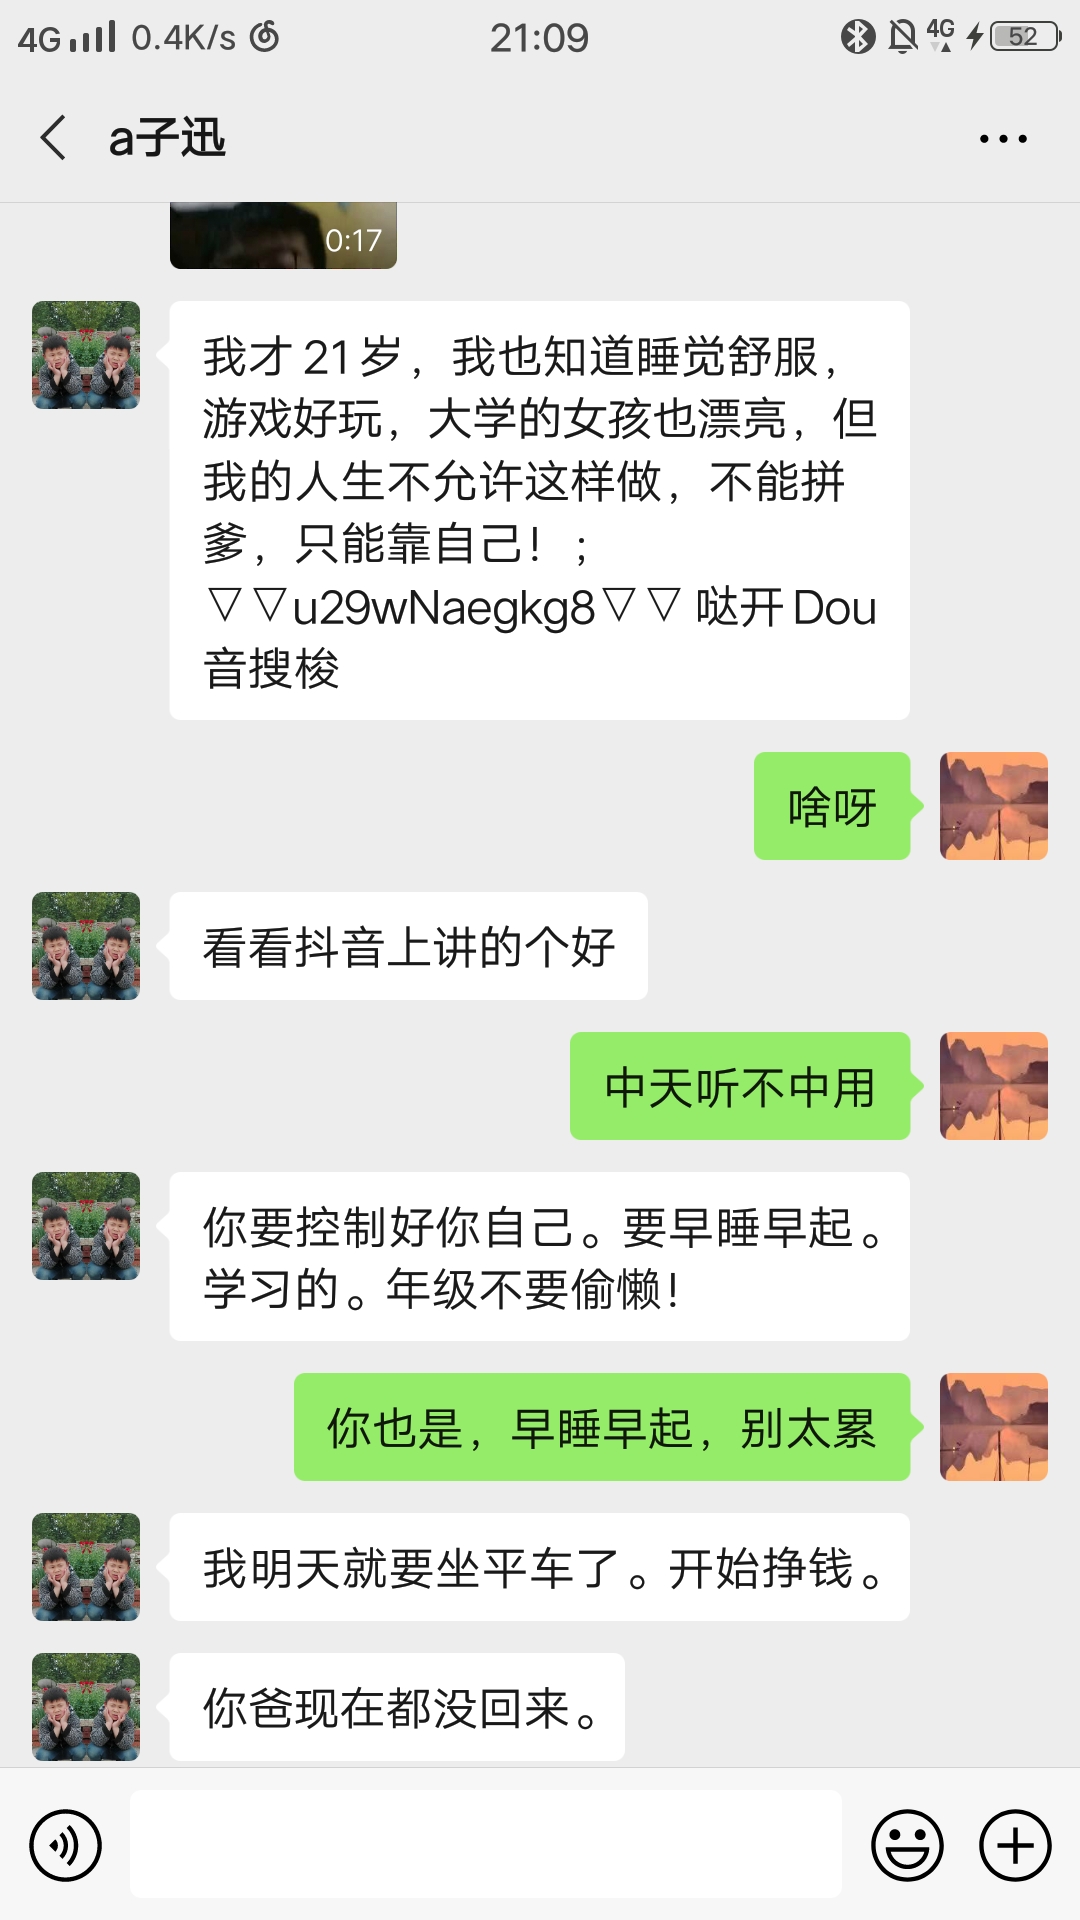 4G 0.4K/s 21:09 4G 52
a子迅
0:17
我才21岁，我也知道睡觉舒服，
游戏好玩，大学的女孩也漂亮，但
我的人生不允许这样做，不能拼
爹，只能靠自己！；
▽▽u29wNaegkg8▽▽ 哒开Dou
音搜梭
啥呀
看看抖音上讲的个好
中天听不中用
你要控制好你自己。要早睡早起。
学习的。年级不要偷懒！
你也是，早睡早起，别太累
我明天就要坐平车了。开始挣钱。
你爸现在都没回来。